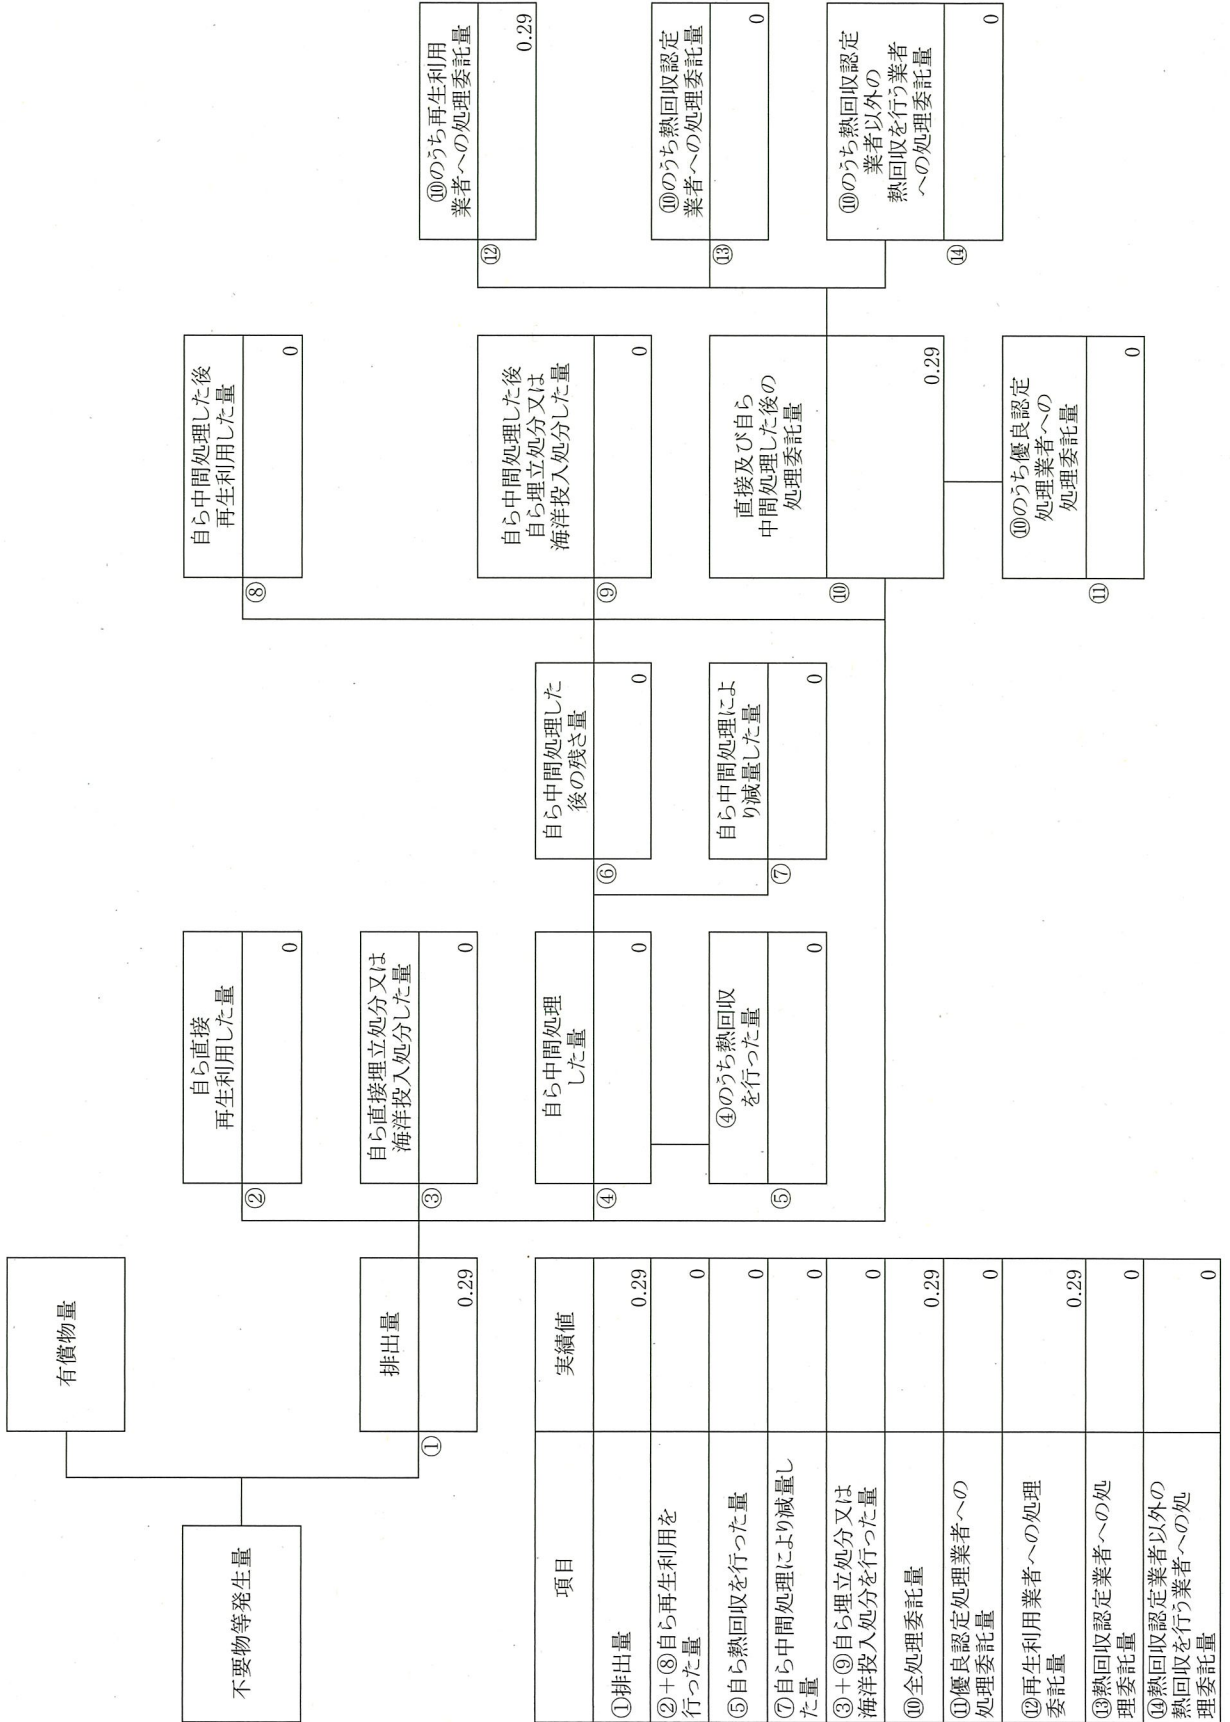 不要物等発生量
有償物量
排出量
①
0.29
自ら直接
再生利用した量
②
0
自ら直接埋立処分又は
海洋投入処分した量
③
0
自ら中間処理
した量
④
0
④のうち熱回収
を行った量
⑤
0
自ら中間処理した
後の残さ量
⑥
0
自ら中間処理によ
り減量した量
⑦
0
自ら中間処理した後
再生利用した量
⑧
0
自ら中間処理した後
自ら埋立処分又は
海洋投入処分した量
⑨
0
直接及び自ら
中間処理した後の
処理委託量
⑩
0.29
⑩のうち優良認定
処理業者への
処理委託量
⑪
0
⑩のうち再生利用
業者への処理委託量
⑫
0.29
⑩のうち熱回収認定
業者への処理委託量
⑬
0
⑩のうち熱回収認定
業者以外の
熱回収を行う業者
への処理委託量
⑭
0
項目 実績値
①排出量 0.29
②+⑧自ら再生利用を
行った量 0
⑤自ら熱回収を行った量 0
⑦自ら中間処理により減量し
た量 0
③+⑨自ら埋立処分又は
海洋投入処分を行った量 0
⑩全処理委託量 0.29
⑪優良認定処理業者への
処理委託量 0
⑫再生利用業者への処理
委託量 0.29
⑬熱回収認定業者への処
理委託量 0
⑭熱回収認定業者以外の
熱回収を行う業者への処
理委託量 0